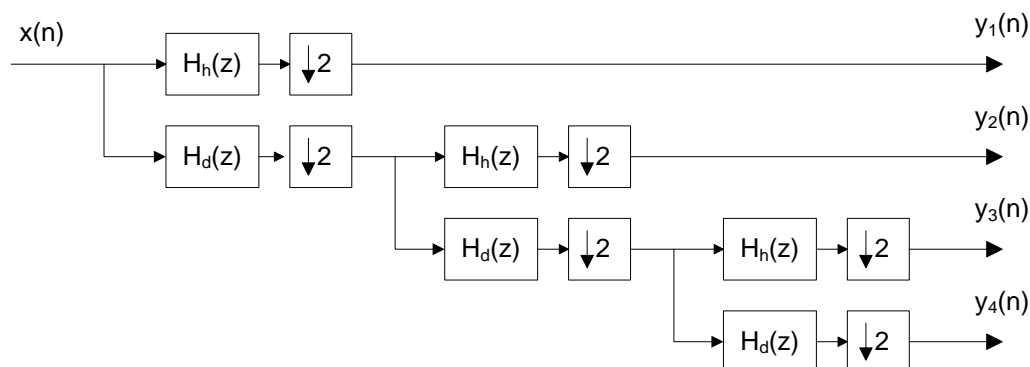 x(n)
y₁(n)
Hₕ(z)
↓2
y₂(n)
H_d(z)
↓2
Hₕ(z)
↓2
y₃(n)
H_d(z)
↓2
Hₕ(z)
↓2
y₄(n)
H_d(z)
↓2